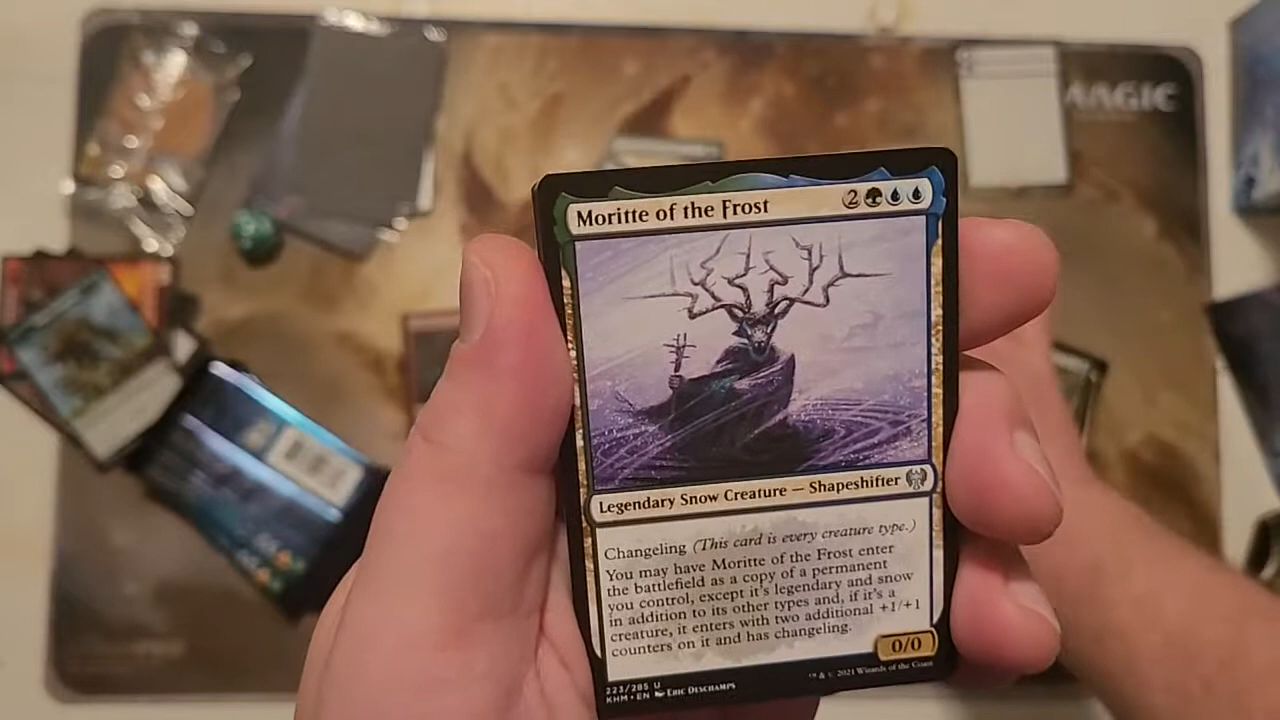 MAGIC
Moritte of the Frost 2
Legendary Snow Creature — Shapeshifter
Changeling (This card is every creature type.)
You may have Moritte of the Frost enter
the battlefield as a copy of a permanent
you control, except it's legendary and snow
in addition to its other types and, if it's a
creature, it enters with two additional +1/+1
counters on it and has changeling.
0/0
223/285 U
KHM • EN Eric Deschamps
™ & © 2021 Wizards of the Coast